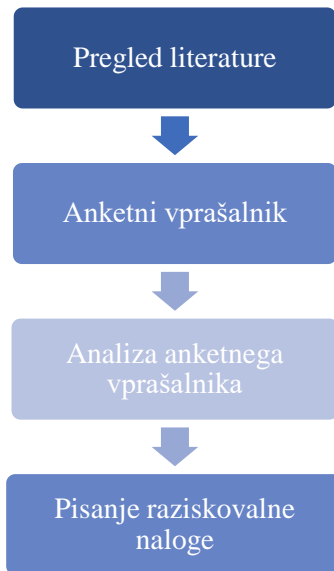 Pregled literature
Anketni vprašalnik
Analiza anketnega
vprašalnika
Pisanje raziskovalne
naloge